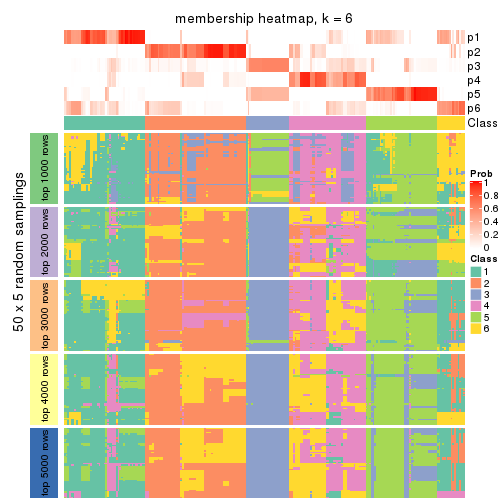 membership heatmap, k = 6
p1
p2
p3
p4
p5
p6
Class
50 x 5 random samplings
top 1000 rows
top 2000 rows
top 3000 rows
top 4000 rows
top 5000 rows
Prob
1
0.8
0.6
0.4
0.2
0
Class
1
2
3
4
5
6